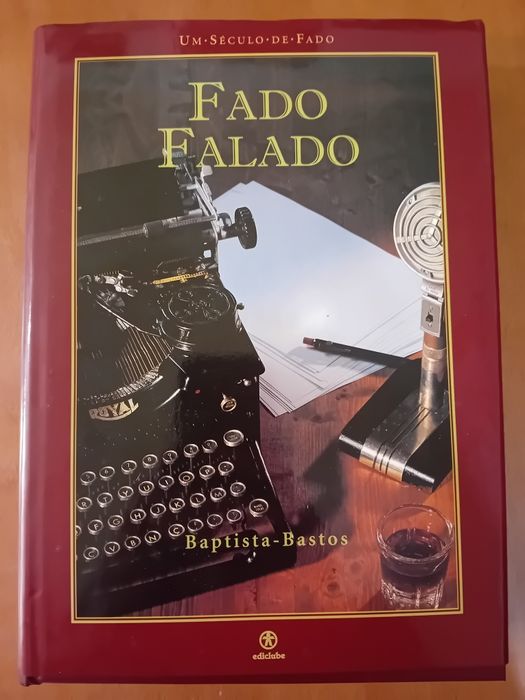 UM·SÉCULO·DE·FADO
FADO
FALADO
ROYAL
Baptista-Bastos
ediclube